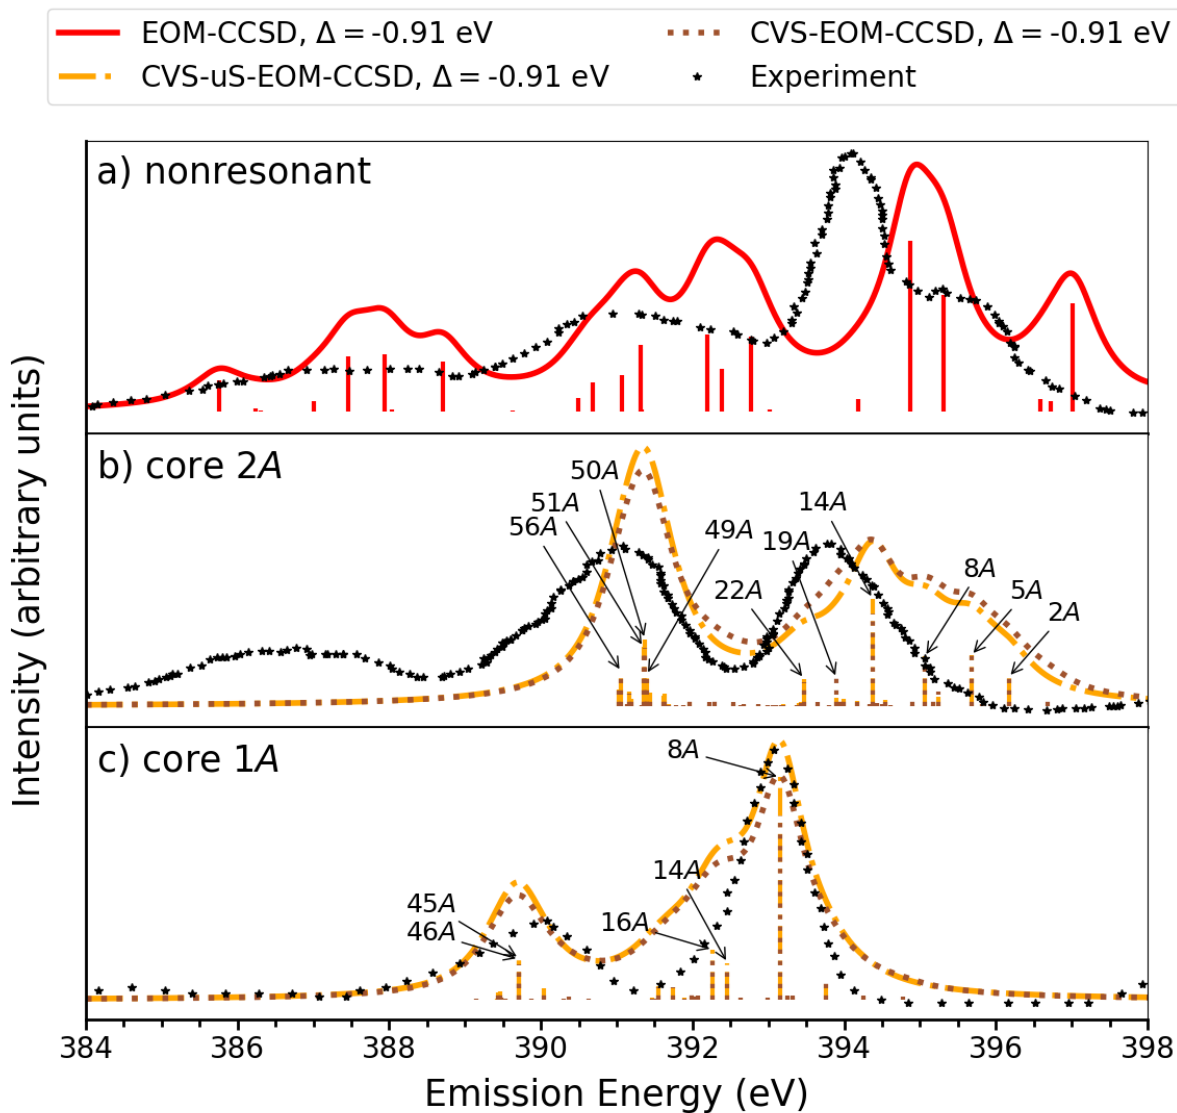 EOM-CCSD, Δ = -0.91 eV
CVS-uS-EOM-CCSD, Δ = -0.91 eV
CVS-EOM-CCSD, Δ = -0.91 eV
Experiment
Intensity (arbitrary units)
a) nonresonant
b) core 2A
50A
51A
56A
49A
14A
19A
22A
8A
5A
2A
c) core 1A
8A
14A
16A
45A
46A
384 386 388 390 392 394 396 398
Emission Energy (eV)